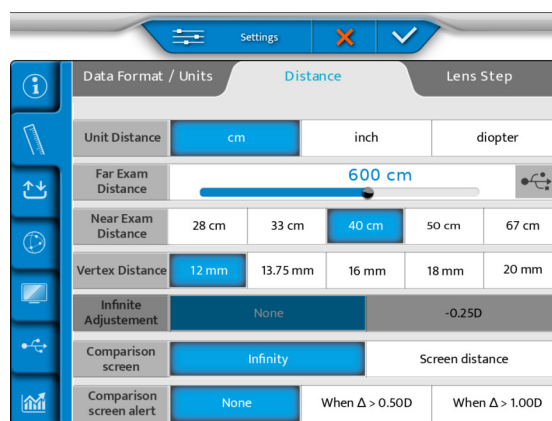 Settings
Data Format / Units Distance Lens Step
Unit Distance cm inch diopter
Far Exam
Distance
600 cm
Near Exam
Distance
28 cm 33 cm 40 cm 50 cm 67 cm
Vertex Distance 12 mm 13.75 mm 16 mm 18 mm 20 mm
Infinite
Adjustement
None -0.25D
Comparison
screen
Infinity Screen distance
Comparison
screen alert
None When Δ > 0.50D When Δ > 1.00D